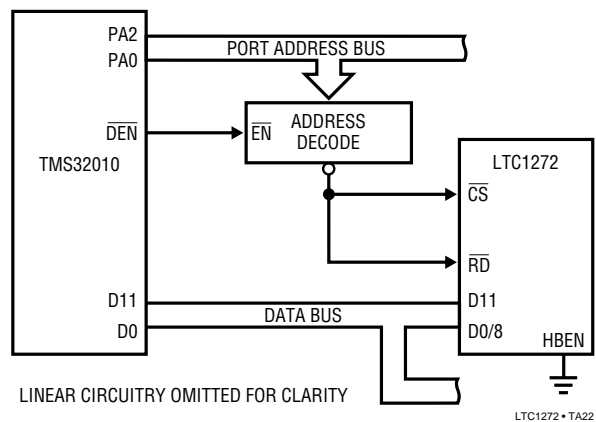 PA2
PORT ADDRESS BUS
PA0
DEN
EN
ADDRESS
DECODE
TMS32010
LTC1272
CS
RD
D11
D11
DATA BUS
D0
D0/8
HBEN
LINEAR CIRCUITRY OMITTED FOR CLARITY
LTC1272 • TA22